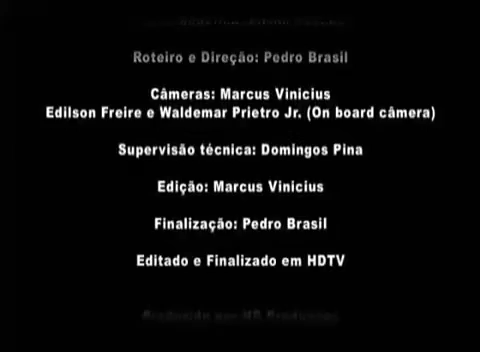 Roteiro e Direção: Pedro Brasil
Câmeras: Marcus Vinicius
Edilson Freire e Waldemar Prietro Jr. (On board câmera)
Supervisão técnica: Domingos Pina
Edição: Marcus Vinicius
Finalização: Pedro Brasil
Editado e Finalizado em HDTV